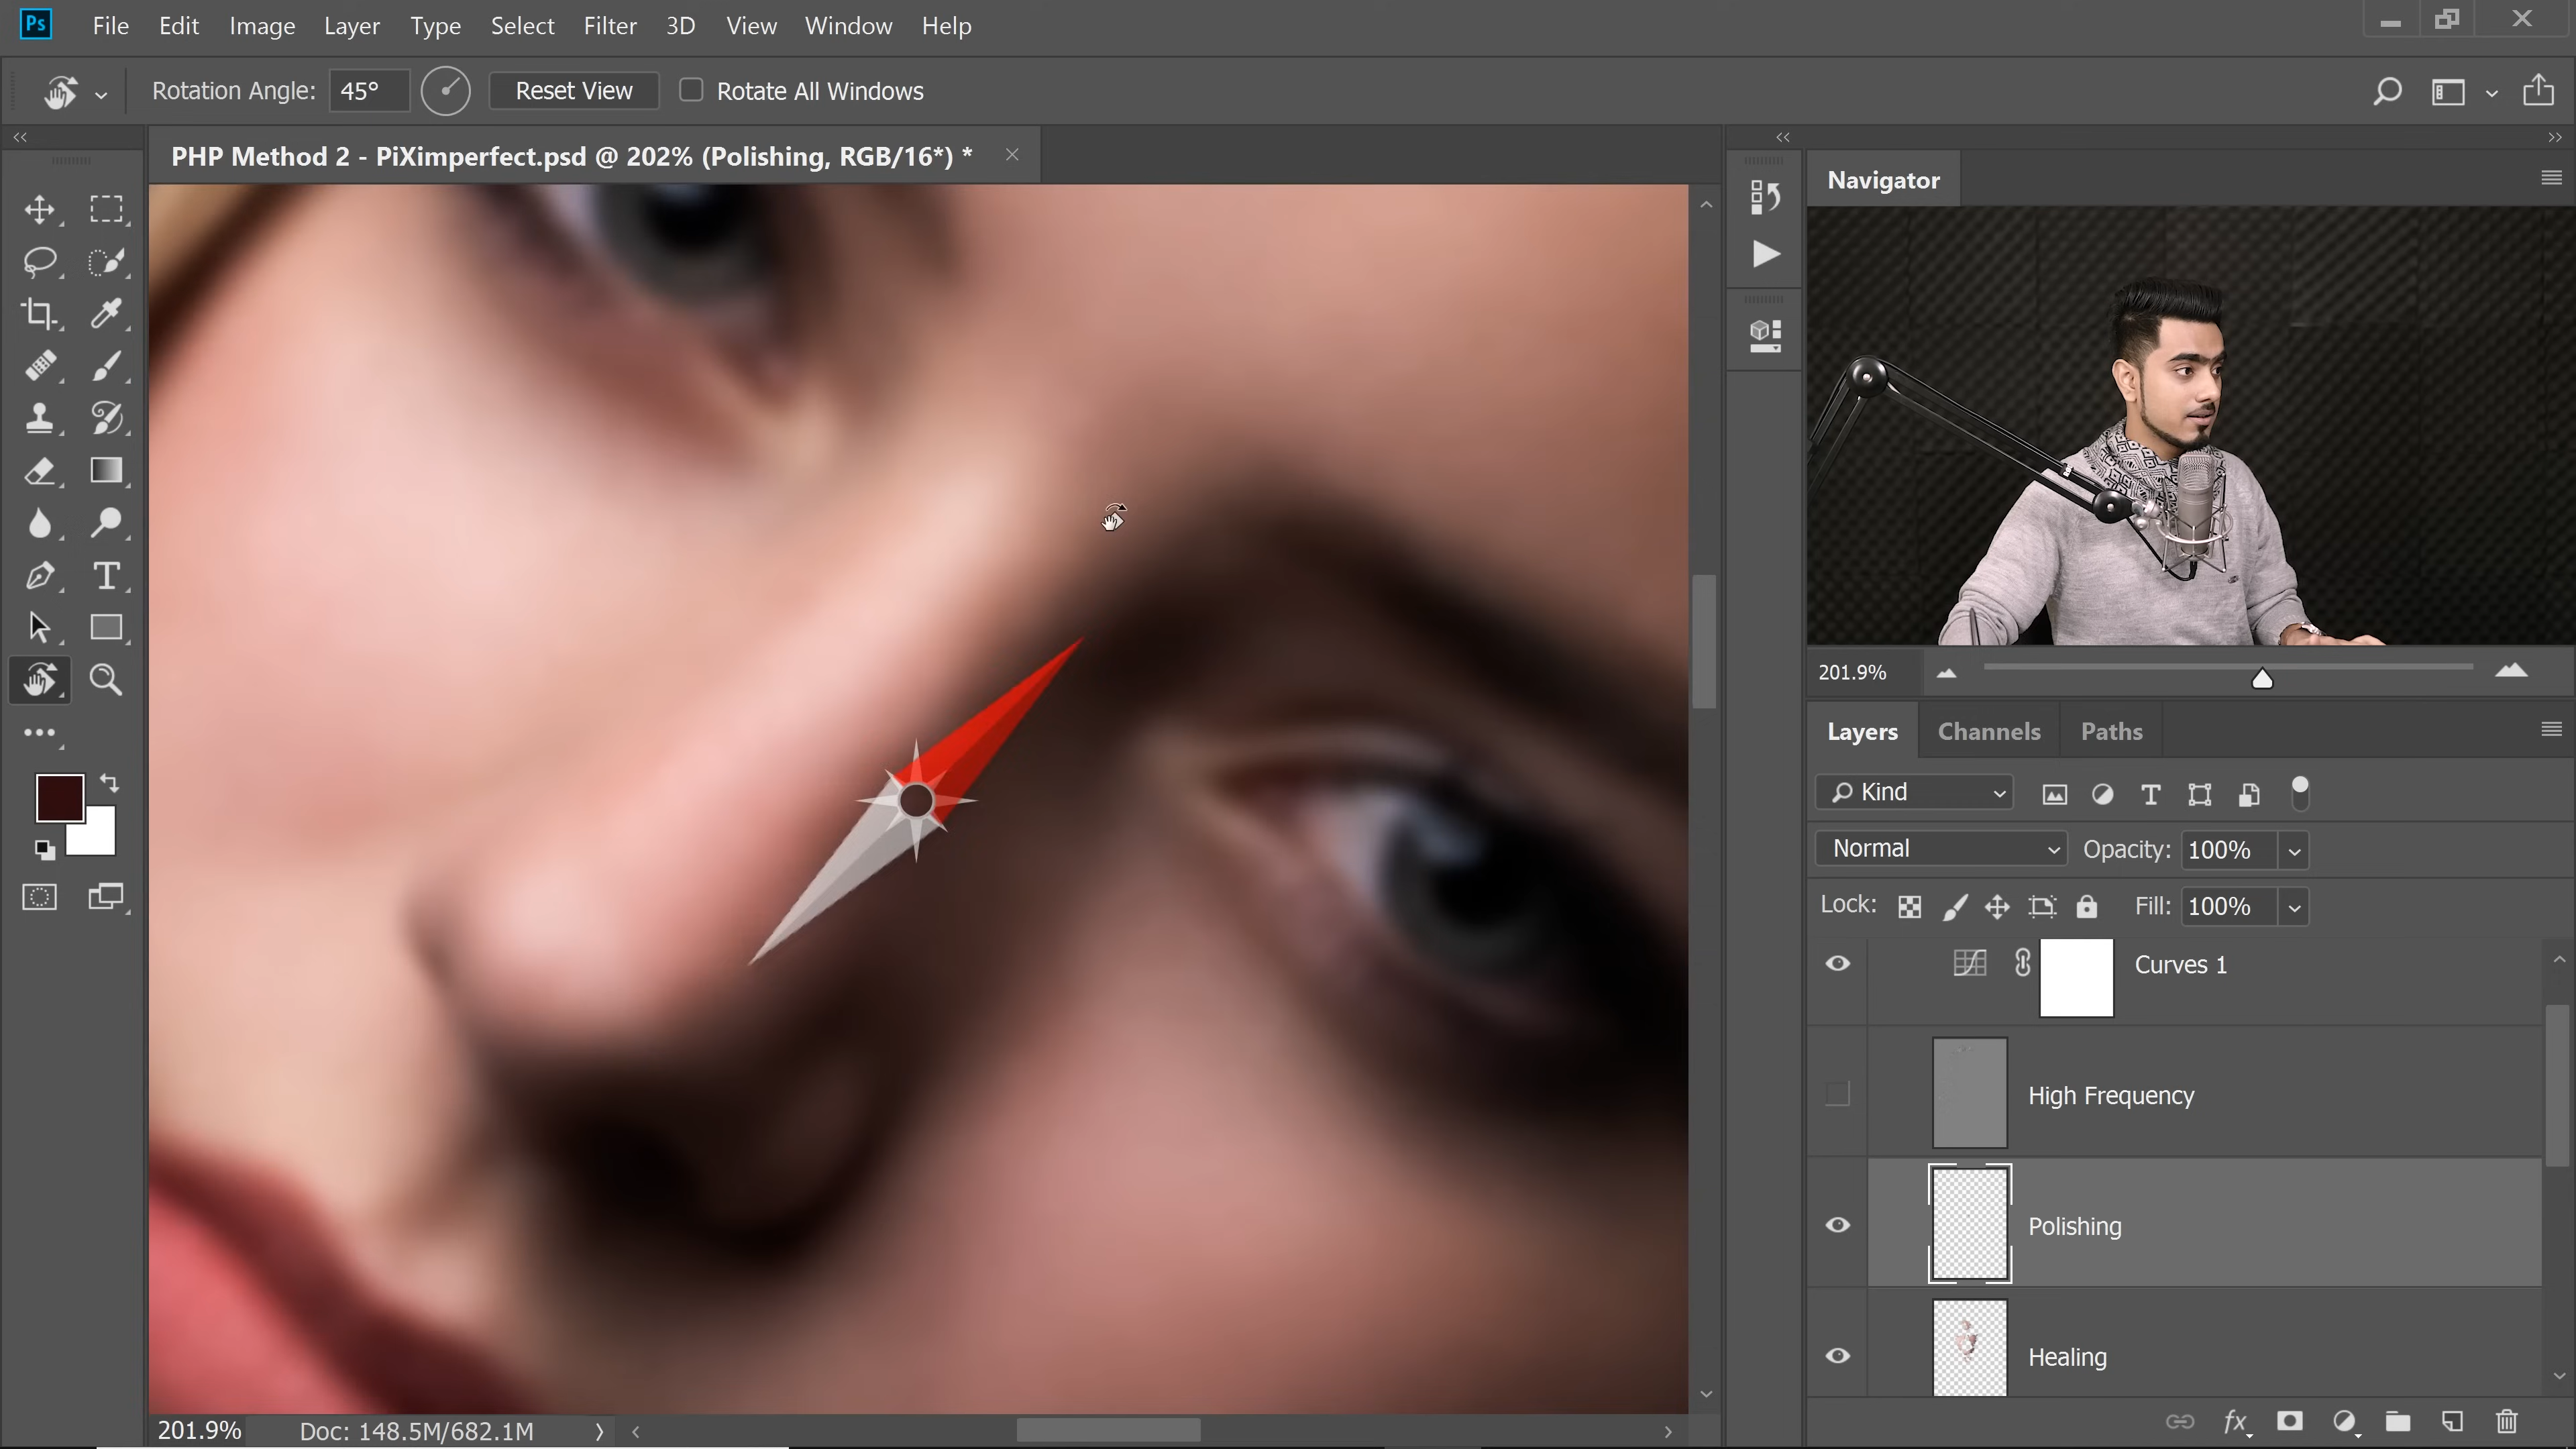 Ps File Edit Image Layer Type Select Filter 3D View Window Help
Rotation Angle: 45° Reset View Rotate All Windows
PHP Method 2 - PiXimperfect.psd @ 202% (Polishing, RGB/16*) *
Navigator
201.9%
Layers Channels Paths
Kind
Normal Opacity: 100%
Lock: Fill: 100%
Curves 1
High Frequency
Polishing
Healing
fx
201.9% Doc: 148.5M/682.1M